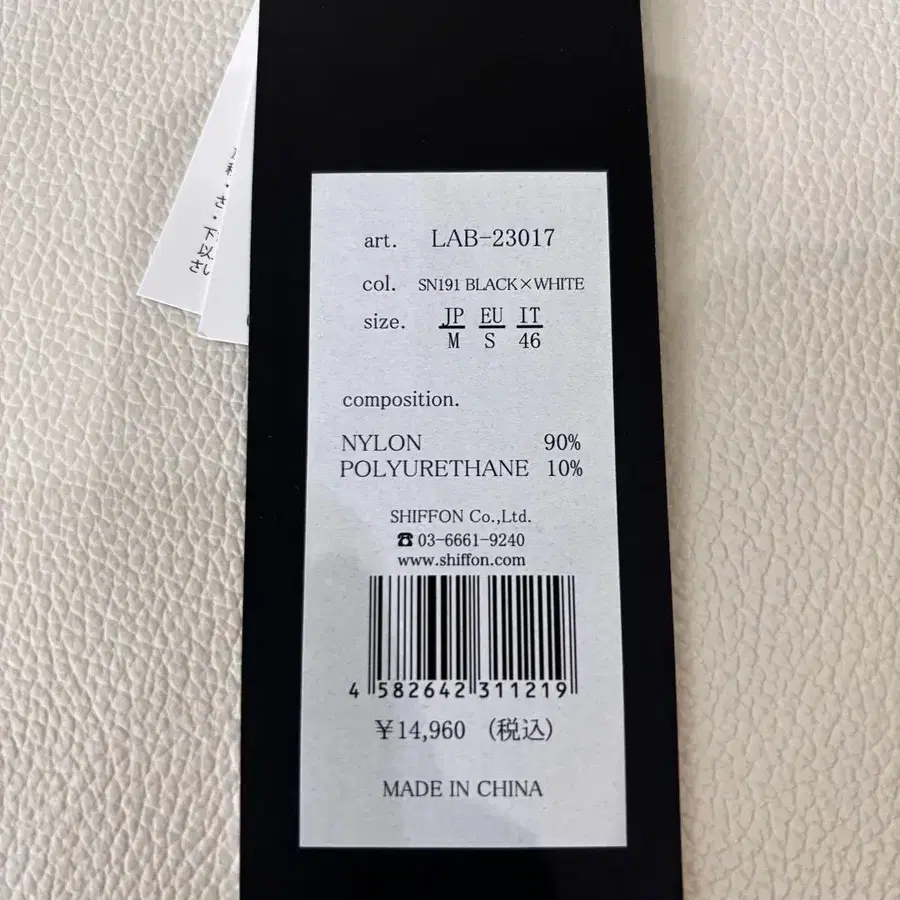 art. LAB-23017
col. SN191 BLACK×WHITE
size. JP EU IT
M S 46
composition.
NYLON 90%
POLYURETHANE 10%
SHIFFON Co.,Ltd.
☎ 03-6661-9240
www.shiffon.com
4 582642 311219
¥14,960 (税込)
MADE IN CHINA